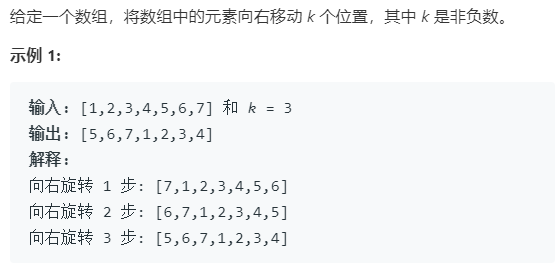 给定一个数组，将数组中的元素向右移动 k 个位置，其中 k 是非负数。
示例 1:
输入: [1,2,3,4,5,6,7] 和 k = 3
输出: [5,6,7,1,2,3,4]
解释:
向右旋转 1 步: [7,1,2,3,4,5,6]
向右旋转 2 步: [6,7,1,2,3,4,5]
向右旋转 3 步: [5,6,7,1,2,3,4]